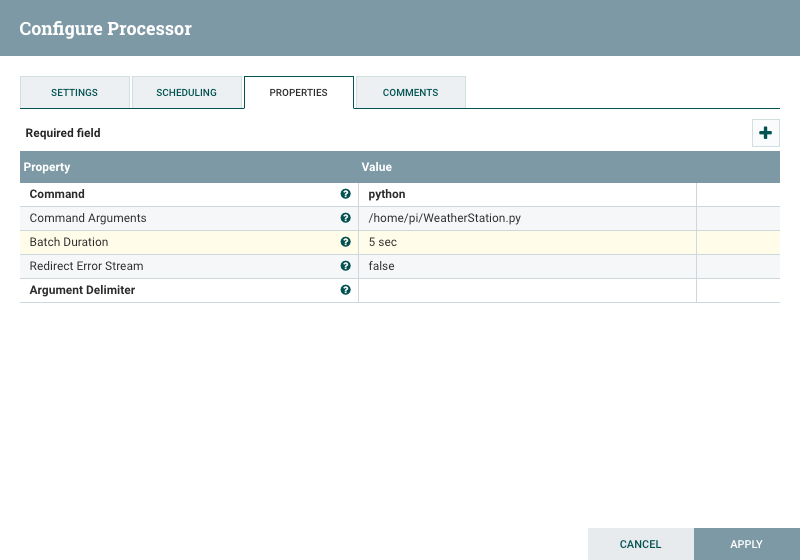 Configure Processor
SETTINGS SCHEDULING PROPERTIES COMMENTS
Required field
Property Value
Command python
Command Arguments /home/pi/WeatherStation.py
Batch Duration 5 sec
Redirect Error Stream false
Argument Delimiter
CANCEL APPLY